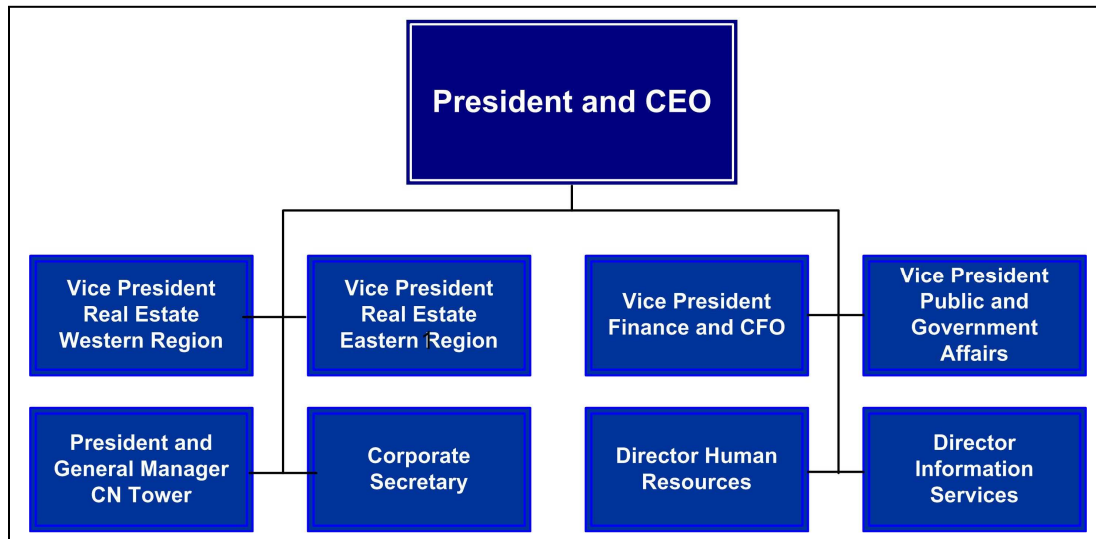 President and CEO
Vice President
Real Estate
Western Region
Vice President
Real Estate
Eastern 1Region
Vice President
Finance and CFO
Vice President
Public and
Government
Affairs
President and
General Manager
CN Tower
Corporate
Secretary
Director Human
Resources
Director
Information
Services